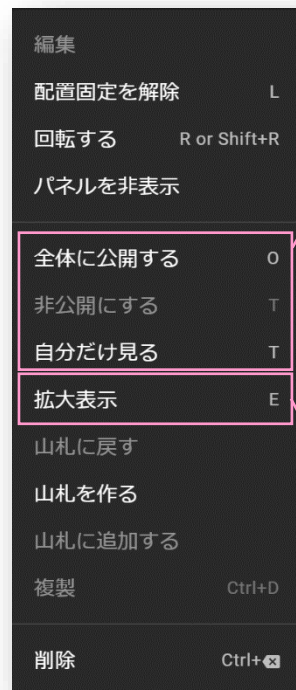 編集
配置固定を解除 L
回転する R or Shift+R
パネルを非表示
全体に公開する O
非公開にする T
自分だけ見る T
拡大表示 E
山札に戻す
山札を作る
山札に追加する
複製 Ctrl+D
削除 Ctrl+⌫